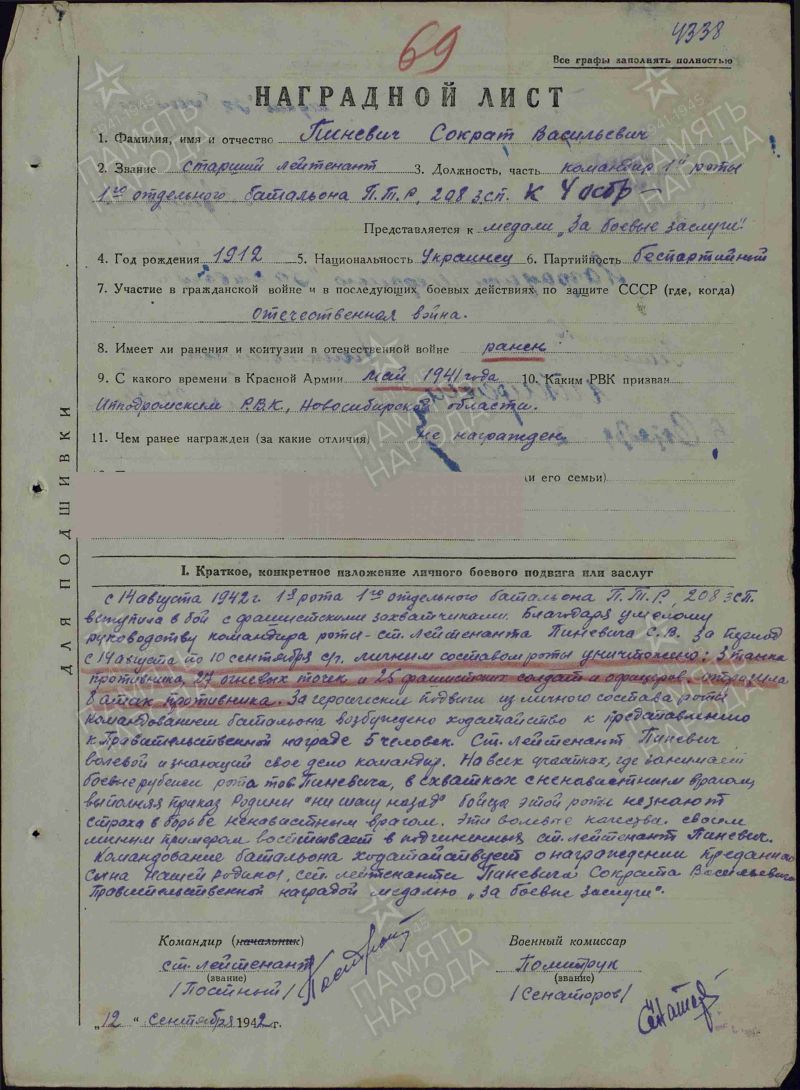 4338
69
Все графы заполнять полностью
НАГРАДНОЙ ЛИСТ
1. Фамилия, имя и отчество Пиневич Сократ Васильевич
2. Звание старший лейтенант 3. Должность, часть командир 1й роты
1го отдельного батальона П.Т.Р, 208 зсп. к 4 осбр
Представляется к медали „За боевые заслуги"
4. Год рождения 1912 5. Национальность Украинец 6. Партийность беспартийный
7. Участие в гражданской войне и в последующих боевых действиях по защите СССР (где, когда)
отечественная война.
8. Имеет ли ранения и контузии в отечественной войне ранен
9. С какого времени в Красной Армии май 1941 года 10. Каким РВК призван
Ипподромским Р.В.К., Новосибирской области.
11. Чем ранее награжден (за какие отличия) не награжден
и его семьи)
ДЛЯ ПОДШИВКИ
I. Краткое, конкретное изложение личного боевого подвига или заслуг
с 14 августа 1942 г. 1я рота 1го отдельного батальона П.Т.Р, 208 зсп.
вступила в бой с фашистскими захватчиками. Благодаря умелому
руководству командира роты - ст. лейтенанта Пиневича С.В. за период
с 14 августа по 10 сентября с/г. личным составом роты уничтожено: 3 танка
противника, 27 огневых точек и 25 фашистских солдат и офицеров, отразила
8 атак противника. За героические подвиги из личного состава роты
командованием батальона возбуждено ходатайство к предоставлению
к Правительственной награде 5 человек. Ст. лейтенант Пиневич
волевой и знающий свое дело командир. На всех участках, где занимает
боевые рубежи рота тов. Пиневича, в схватках с ненавистным врагом,
выполняя приказ Родины "ни шагу назад" бойцы этой роты не знают
страха в борьбе ненавистным врагом. Эти волевые качества своим
личным примером воспитывает в подчиненных ст. лейтенант Пиневич.
Командование батальона ходатайствует о награждении преданного
сына нашей родины, ст. лейтенанта Пиневича Сократа Васильевича
Правительственной наградой медалью „За боевые заслуги".
Командир (начальник) Военный комиссар
ст. лейтенант Политрук
(звание) (звание)
/Постный/ /Сенаторов/
„12" сентября 1942 г.
ПАМЯТЬ НАРОДА